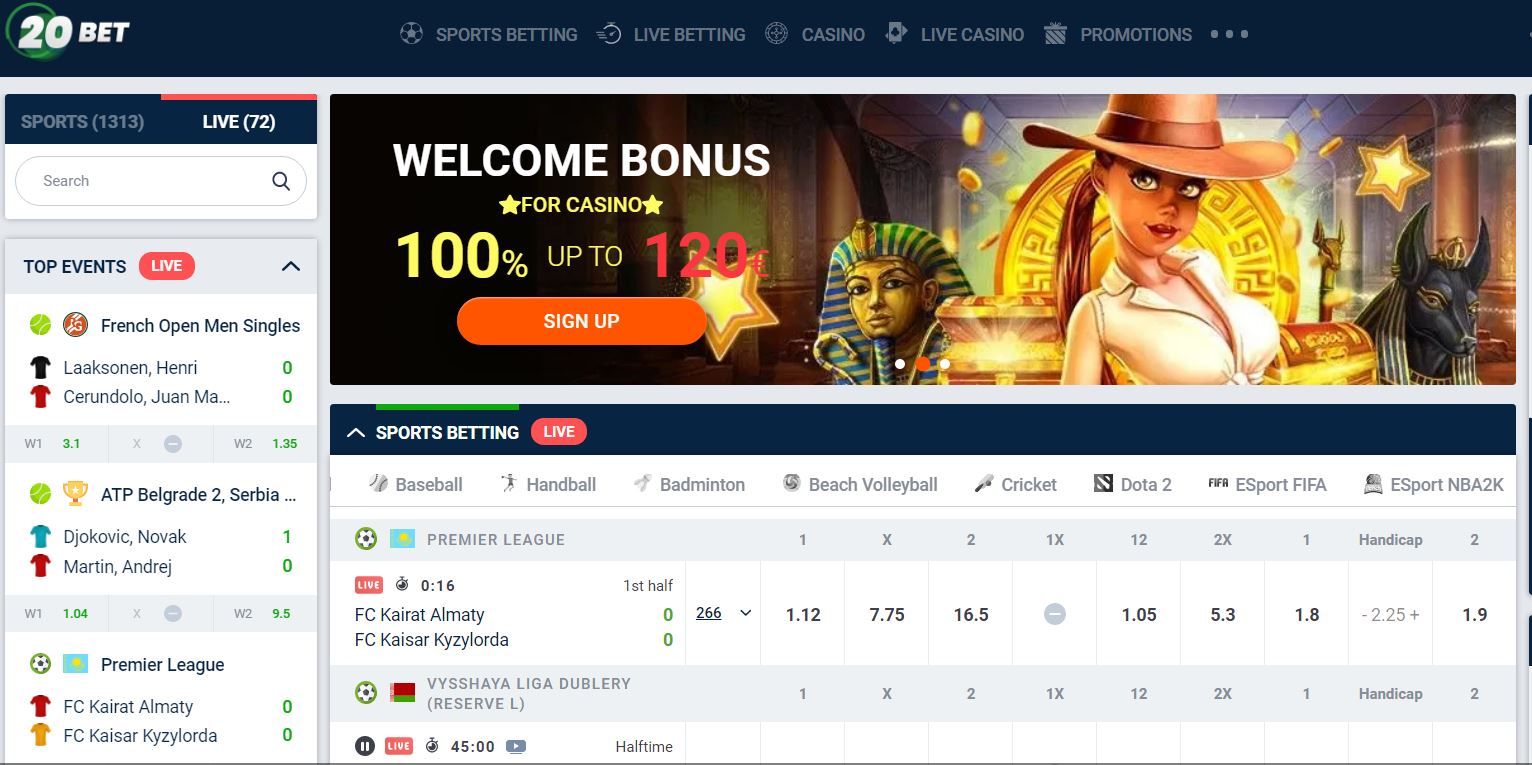 20 BET
SPORTS BETTING LIVE BETTING CASINO LIVE CASINO PROMOTIONS
SPORTS (1313) LIVE (72)
Search
TOP EVENTS LIVE
French Open Men Singles
Laaksonen, Henri 0
Cerundolo, Juan Ma... 0
W1 3.1 X W2 1.35
ATP Belgrade 2, Serbia ...
Djokovic, Novak 1
Martin, Andrej 0
W1 1.04 X W2 9.5
Premier League
FC Kairat Almaty 0
FC Kaisar Kyzylorda 0
WELCOME BONUS
FOR CASINO
100% UP TO 120€
SIGN UP
SPORTS BETTING LIVE
Baseball Handball Badminton Beach Volleyball Cricket Dota 2 FIFA ESport FIFA ESport NBA2K
PREMIER LEAGUE 1 X 2 1X 12 2X 1 Handicap 2
LIVE 0:16 1st half
FC Kairat Almaty 0
FC Kaisar Kyzylorda 0
266 1.12 7.75 16.5 1.05 5.3 1.8 - 2.25 + 1.9
VYSSHAYA LIGA DUBLERY
(RESERVE L)
1 X 2 1X 12 2X 1 Handicap 2
LIVE 45:00 Halftime